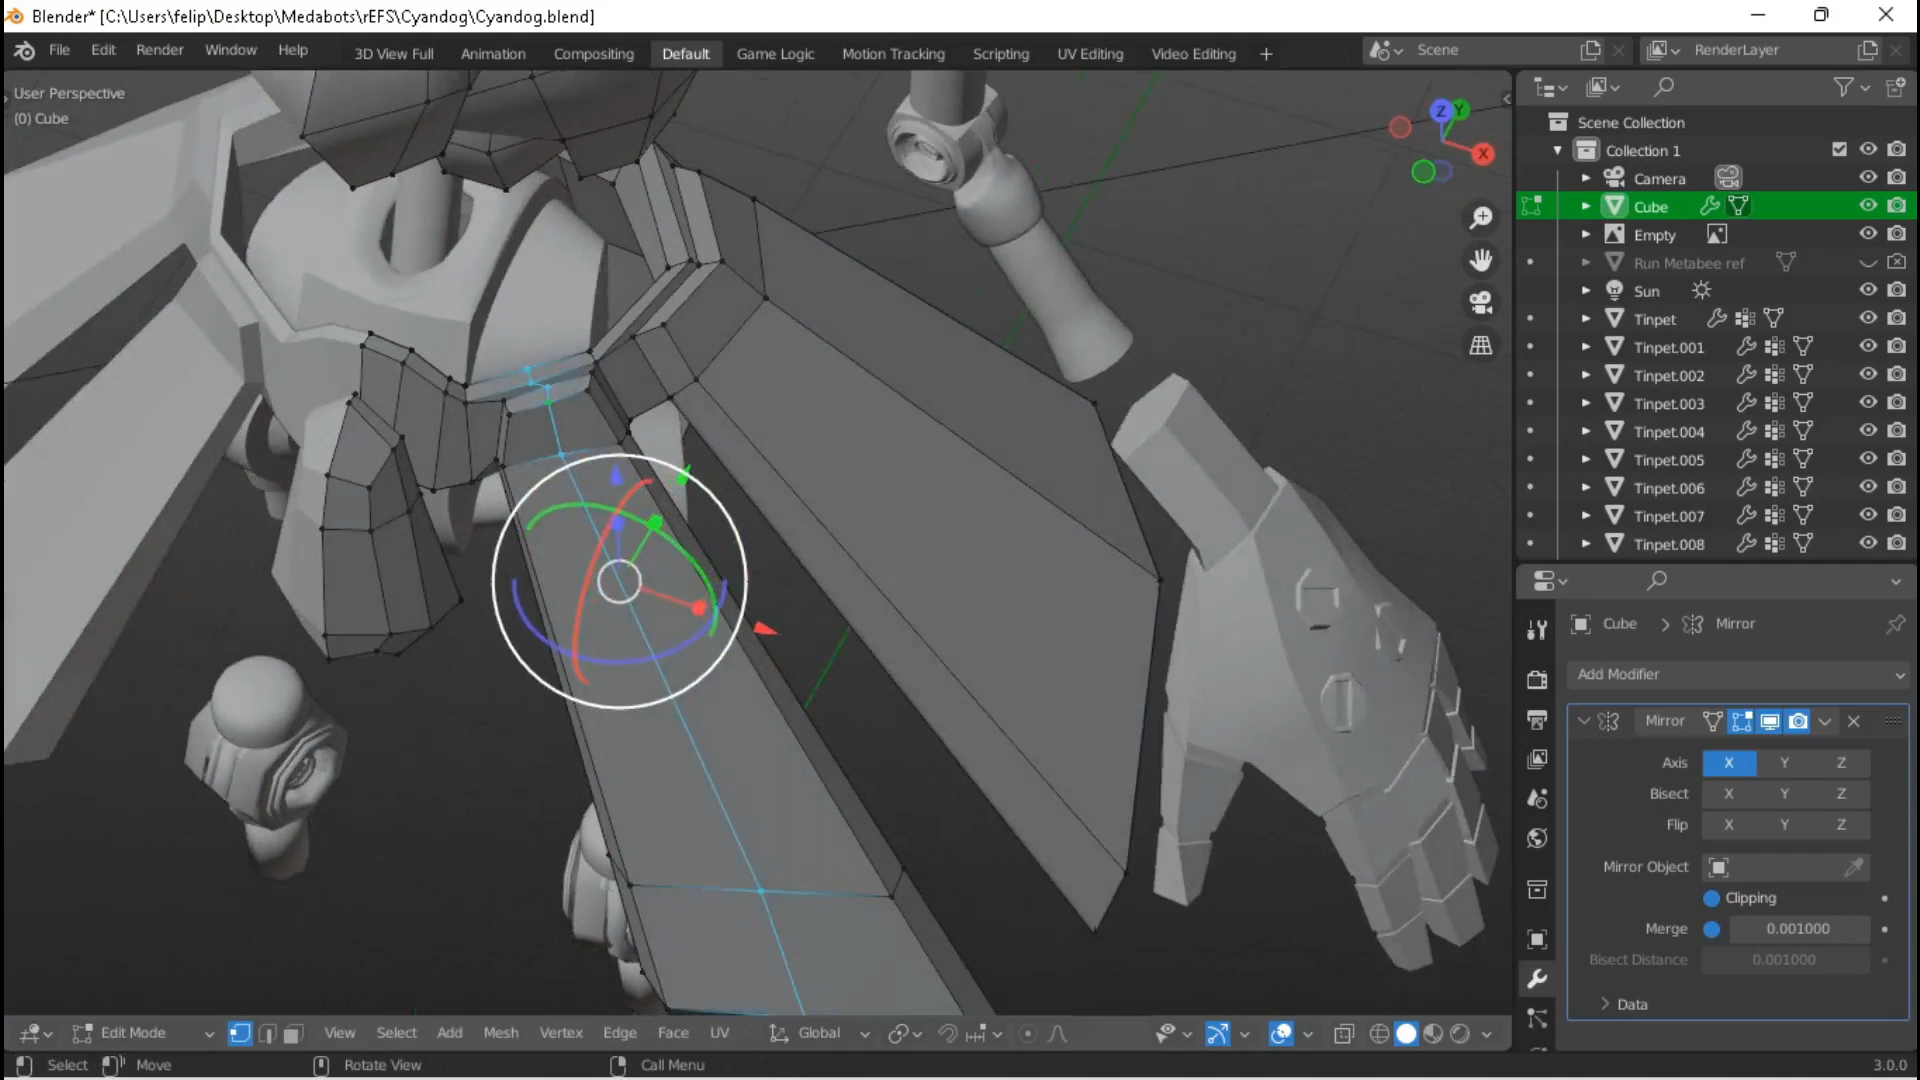 Blender* [C:\Users\felip\Desktop\Medabots\rEFS\Cyandog\Cyandog.blend]
File Edit Render Window Help 3D View Full Animation Compositing Default Game Logic Motion Tracking Scripting UV Editing Video Editing + Scene RenderLayer
User Perspective
(0) Cube
Z Y
X
Scene Collection
Collection 1
Camera
Cube
Empty
Run Metabee ref
Sun
Tinpet
Tinpet.001
Tinpet.002
Tinpet.003
Tinpet.004
Tinpet.005
Tinpet.006
Tinpet.007
Tinpet.008
Cube > Mirror
Add Modifier
Mirror
Axis X Y Z
Bisect X Y Z
Flip X Y Z
Mirror Object
Clipping
Merge 0.001000
Bisect Distance 0.001000
Data
Edit Mode View Select Add Mesh Vertex Edge Face UV Global
Select Move Rotate View Call Menu 3.0.0